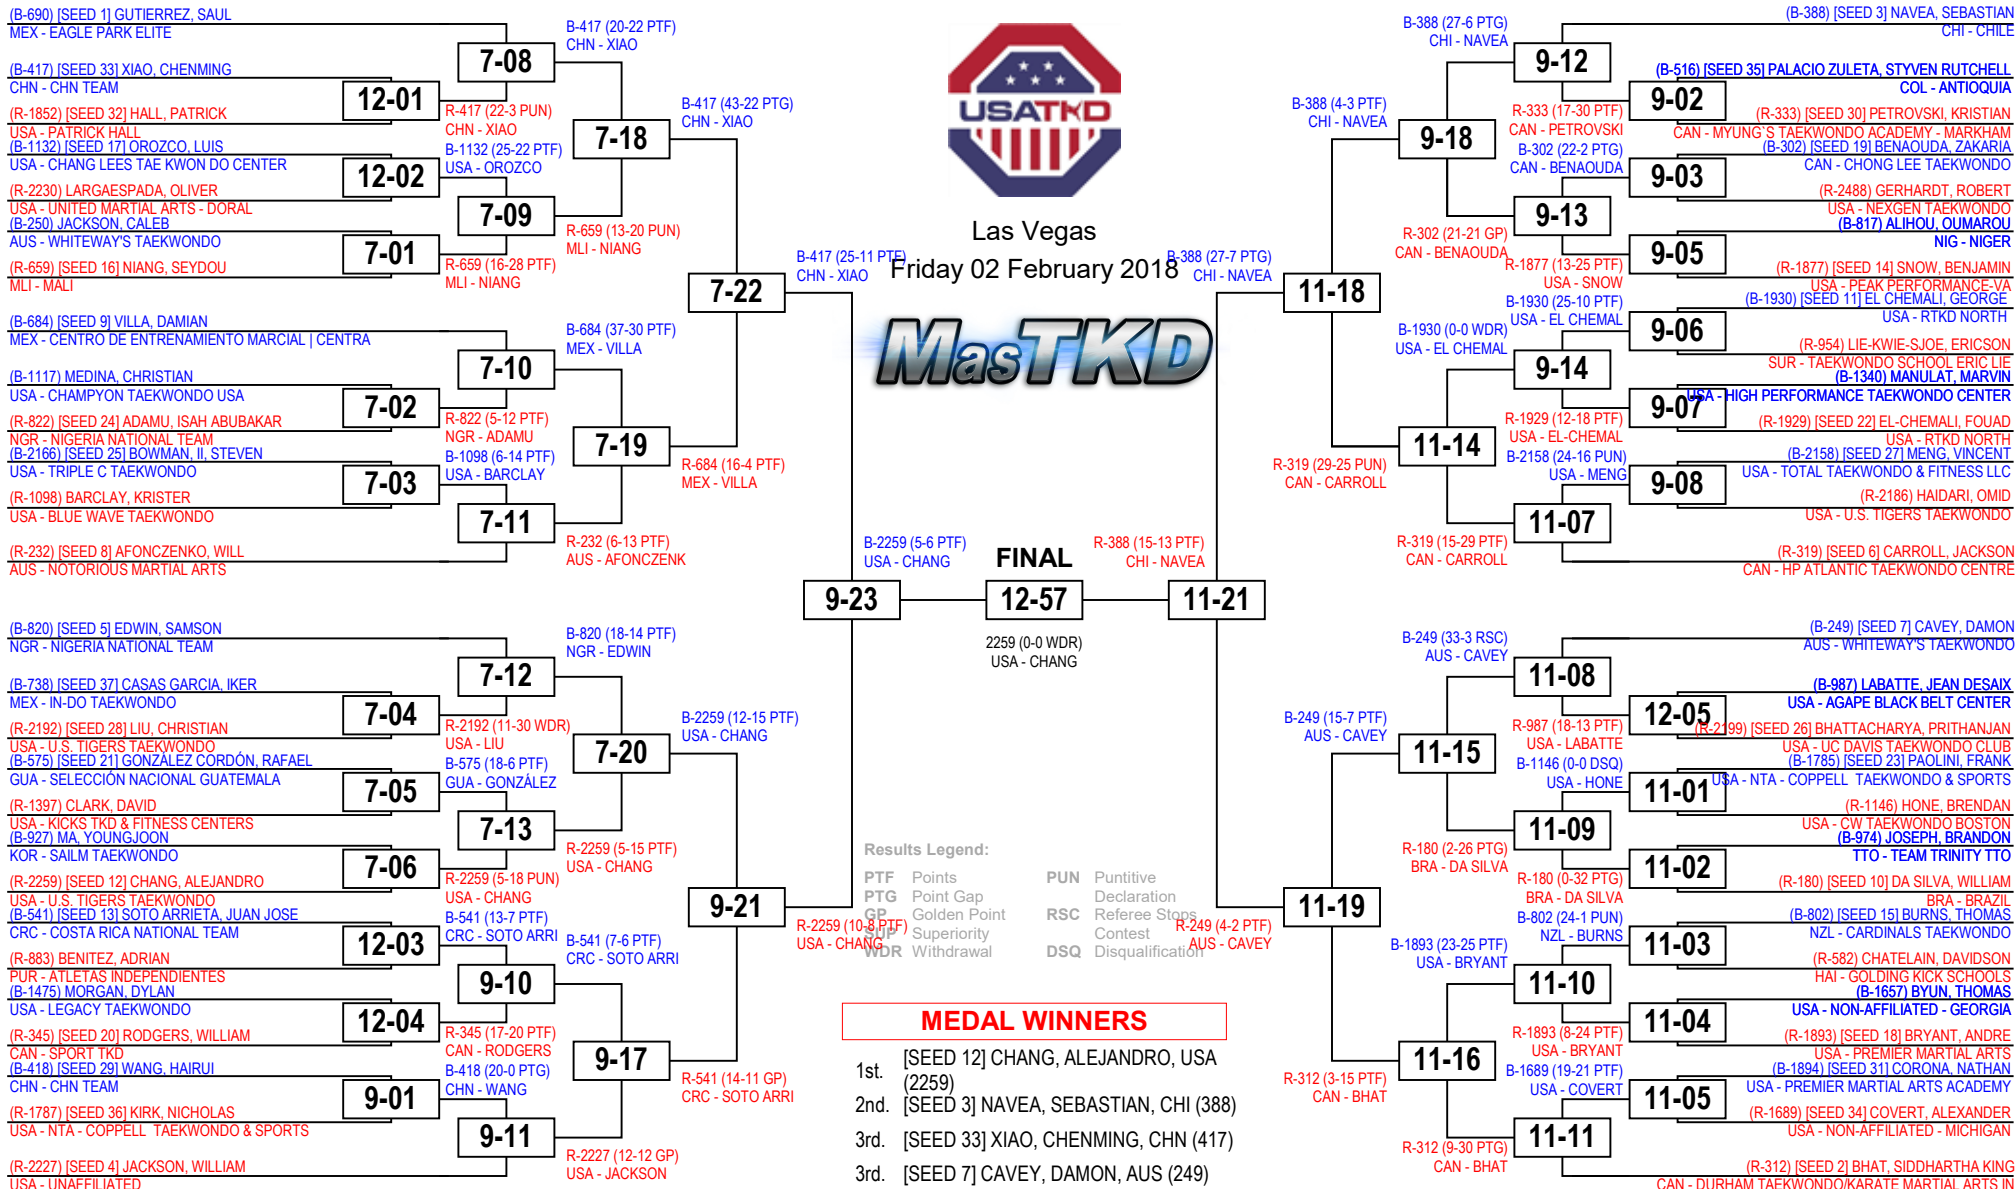 (B-690) [SEED 1] GUTIERREZ, SAUL
MEX - EAGLE PARK ELITE
(B-417) [SEED 33] XIAO, CHENMING
CHN - CHN TEAM
(R-1852) [SEED 32] HALL, PATRICK
USA - PATRICK HALL
(B-1132) [SEED 17] OROZCO, LUIS
USA - CHANG LEES TAE KWON DO CENTER
(R-2230) LARGAESPADA, OLIVER
USA - UNITED MARTIAL ARTS - DORAL
(B-250) JACKSON, CALEB
AUS - WHITEWAY'S TAEKWONDO
(R-659) [SEED 16] NIANG, SEYDOU
MLI - MALI
(B-684) [SEED 9] VILLA, DAMIAN
MEX - CENTRO DE ENTRENAMIENTO MARCIAL | CENTRA
(B-1117) MEDINA, CHRISTIAN
USA - CHAMPYON TAEKWONDO USA
(R-822) [SEED 24] ADAMU, ISAH ABUBAKAR
NGR - NIGERIA NATIONAL TEAM
(B-2166) [SEED 25] BOWMAN, II, STEVEN
USA - TRIPLE C TAEKWONDO
(R-1098) BARCLAY, KRISTER
USA - BLUE WAVE TAEKWONDO
(R-232) [SEED 8] AFONCZENKO, WILL
AUS - NOTORIOUS MARTIAL ARTS
(B-820) [SEED 5] EDWIN, SAMSON
NGR - NIGERIA NATIONAL TEAM
(B-738) [SEED 37] CASAS GARCIA, IKER
MEX - IN-DO TAEKWONDO
(R-2192) [SEED 28] LIU, CHRISTIAN
USA - U.S. TIGERS TAEKWONDO
(B-575) [SEED 21] GONZÁLEZ CORDÓN, RAFAEL
GUA - SELECCIÓN NACIONAL GUATEMALA
(R-1397) CLARK, DAVID
USA - KICKS TKD & FITNESS CENTERS
(B-927) MA, YOUNGJOON
KOR - SAILM TAEKWONDO
(R-2259) [SEED 12] CHANG, ALEJANDRO
USA - U.S. TIGERS TAEKWONDO
(B-541) [SEED 13] SOTO ARRIETA, JUAN JOSE
CRC - COSTA RICA NATIONAL TEAM
(R-883) BENITEZ, ADRIAN
PUR - ATLETAS INDEPENDIENTES
(B-1475) MORGAN, DYLAN
USA - LEGACY TAEKWONDO
(R-345) [SEED 20] RODGERS, WILLIAM
CAN - SPORT TKD
(B-418) [SEED 29] WANG, HAIRUI
CHN - CHN TEAM
(R-1787) [SEED 36] KIRK, NICHOLAS
USA - NTA - COPPELL TAEKWONDO & SPORTS
(R-2227) [SEED 4] JACKSON, WILLIAM
USA - UNAFFILIATED
12-01
12-02
7-01
7-02
7-03
7-04
7-05
7-06
12-03
12-04
9-01
R-417 (22-3 PUN)
CHN - XIAO
B-1132 (25-22 PTF)
USA - OROZCO
R-659 (16-28 PTF)
MLI - NIANG
R-822 (5-12 PTF)
NGR - ADAMU
B-1098 (6-14 PTF)
USA - BARCLAY
R-2192 (11-30 WDR)
USA - LIU
B-575 (18-6 PTF)
GUA - GONZÁLEZ
R-2259 (5-18 PUN)
USA - CHANG
B-541 (13-7 PTF)
CRC - SOTO ARRI
R-345 (17-20 PTF)
CAN - RODGERS
B-418 (20-0 PTG)
CHN - WANG
7-08
7-09
7-10
7-11
7-12
7-13
9-10
9-11
B-417 (20-22 PTF)
CHN - XIAO
R-659 (13-20 PUN)
MLI - NIANG
B-684 (37-30 PTF)
MEX - VILLA
R-232 (6-13 PTF)
AUS - AFONCZENK
B-820 (18-14 PTF)
NGR - EDWIN
R-2259 (5-15 PTF)
USA - CHANG
B-541 (7-6 PTF)
CRC - SOTO ARRI
R-2227 (12-12 GP)
USA - JACKSON
7-18
7-19
7-20
9-17
B-417 (43-22 PTG)
CHN - XIAO
R-684 (16-4 PTF)
MEX - VILLA
B-2259 (12-15 PTF)
USA - CHANG
R-541 (14-11 GP)
CRC - SOTO ARRI
7-22
9-21
B-417 (25-11 PTF)
CHN - XIAO
R-2259 (10-8 PTF)
USA - CHANG
9-23
B-2259 (5-6 PTF)
USA - CHANG
USATKD
Las Vegas
Friday 02 February 2018
MasTKD
FINAL
12-57
2259 (0-0 WDR)
USA - CHANG
R-388 (15-13 PTF)
CHI - NAVEA
11-21
B-388 (27-7 PTG)
CHI - NAVEA
R-249 (4-2 PTF)
AUS - CAVEY
11-18
11-19
B-388 (4-3 PTF)
CHI - NAVEA
R-319 (29-25 PUN)
CAN - CARROLL
B-249 (15-7 PTF)
AUS - CAVEY
R-312 (3-15 PTF)
CAN - BHAT
9-18
11-14
11-15
11-16
B-388 (27-6 PTG)
CHI - NAVEA
R-302 (21-21 GP)
CAN - BENAOUDA
B-1930 (0-0 WDR)
USA - EL CHEMAL
R-319 (15-29 PTF)
CAN - CARROLL
B-249 (33-3 RSC)
AUS - CAVEY
R-180 (2-26 PTG)
BRA - DA SILVA
B-1893 (23-25 PTF)
USA - BRYANT
R-312 (9-30 PTG)
CAN - BHAT
9-12
9-13
9-14
11-07
11-08
11-09
11-10
11-11
R-333 (17-30 PTF)
CAN - PETROVSKI
B-302 (22-2 PTG)
CAN - BENAOUDA
R-1877 (13-25 PTF)
USA - SNOW
B-1930 (25-10 PTF)
USA - EL CHEMAL
R-1929 (12-18 PTF)
USA - EL-CHEMAL
B-2158 (24-16 PUN)
USA - MENG
R-987 (18-13 PTF)
USA - LABATTE
B-1146 (0-0 DSQ)
USA - HONE
R-180 (0-32 PTG)
BRA - DA SILVA
B-802 (24-1 PUN)
NZL - BURNS
R-1893 (8-24 PTF)
USA - BRYANT
B-1689 (19-21 PTF)
USA - COVERT
9-02
9-03
9-05
9-06
9-07
9-08
12-05
11-01
11-02
11-03
11-04
11-05
(B-388) [SEED 3] NAVEA, SEBASTIAN
CHI - CHILE
(B-516) [SEED 35] PALACIO ZULETA, STYVEN RUTCHELL
COL - ANTIOQUIA
(R-333) [SEED 30] PETROVSKI, KRISTIAN
CAN - MYUNG`S TAEKWONDO ACADEMY - MARKHAM
(B-302) [SEED 19] BENAOUDA, ZAKARIA
CAN - CHONG LEE TAEKWONDO
(R-2488) GERHARDT, ROBERT
USA - NEXGEN TAEKWONDO
(B-817) ALIHOU, OUMAROU
NIG - NIGER
(R-1877) [SEED 14] SNOW, BENJAMIN
USA - PEAK PERFORMANCE-VA
(B-1930) [SEED 11] EL CHEMALI, GEORGE
USA - RTKD NORTH
(R-954) LIE-KWIE-SJOE, ERICSON
SUR - TAEKWONDO SCHOOL ERIC LIE
(B-1340) MANULAT, MARVIN
USA - HIGH PERFORMANCE TAEKWONDO CENTER
(R-1929) [SEED 22] EL-CHEMALI, FOUAD
USA - RTKD NORTH
(B-2158) [SEED 27] MENG, VINCENT
USA - TOTAL TAEKWONDO & FITNESS LLC
(R-2186) HAIDARI, OMID
USA - U.S. TIGERS TAEKWONDO
(R-319) [SEED 6] CARROLL, JACKSON
CAN - HP ATLANTIC TAEKWONDO CENTRE
(B-249) [SEED 7] CAVEY, DAMON
AUS - WHITEWAY'S TAEKWONDO
(B-987) LABATTE, JEAN DESAIX
USA - AGAPE BLACK BELT CENTER
(R-2199) [SEED 26] BHATTACHARYA, PRITHANJAN
USA - UC DAVIS TAEKWONDO CLUB
(B-1785) [SEED 23] PAOLINI, FRANK
USA - NTA - COPPELL TAEKWONDO & SPORTS
(R-1146) HONE, BRENDAN
USA - CW TAEKWONDO BOSTON
(B-974) JOSEPH, BRANDON
TTO - TEAM TRINITY TTO
(R-180) [SEED 10] DA SILVA, WILLIAM
BRA - BRAZIL
(B-802) [SEED 15] BURNS, THOMAS
NZL - CARDINALS TAEKWONDO
(R-582) CHATELAIN, DAVIDSON
HAI - GOLDING KICK SCHOOLS
(B-1657) BYUN, THOMAS
USA - NON-AFFILIATED - GEORGIA
(R-1893) [SEED 18] BRYANT, ANDRE
USA - PREMIER MARTIAL ARTS
(B-1894) [SEED 31] CORONA, NATHAN
USA - PREMIER MARTIAL ARTS ACADEMY
(R-1689) [SEED 34] COVERT, ALEXANDER
USA - NON-AFFILIATED - MICHIGAN
(R-312) [SEED 2] BHAT, SIDDHARTHA KING
CAN - DURHAM TAEKWONDO/KARATE MARTIAL ARTS IN
Results Legend:
PTF Points
PTG Point Gap
GP Golden Point
SUP Superiority
WDR Withdrawal
PUN Puntitive
Declaration
RSC Referee Stops
Contest
DSQ Disqualification
MEDAL WINNERS
1st. [SEED 12] CHANG, ALEJANDRO, USA
(2259)
2nd. [SEED 3] NAVEA, SEBASTIAN, CHI (388)
3rd. [SEED 33] XIAO, CHENMING, CHN (417)
3rd. [SEED 7] CAVEY, DAMON, AUS (249)